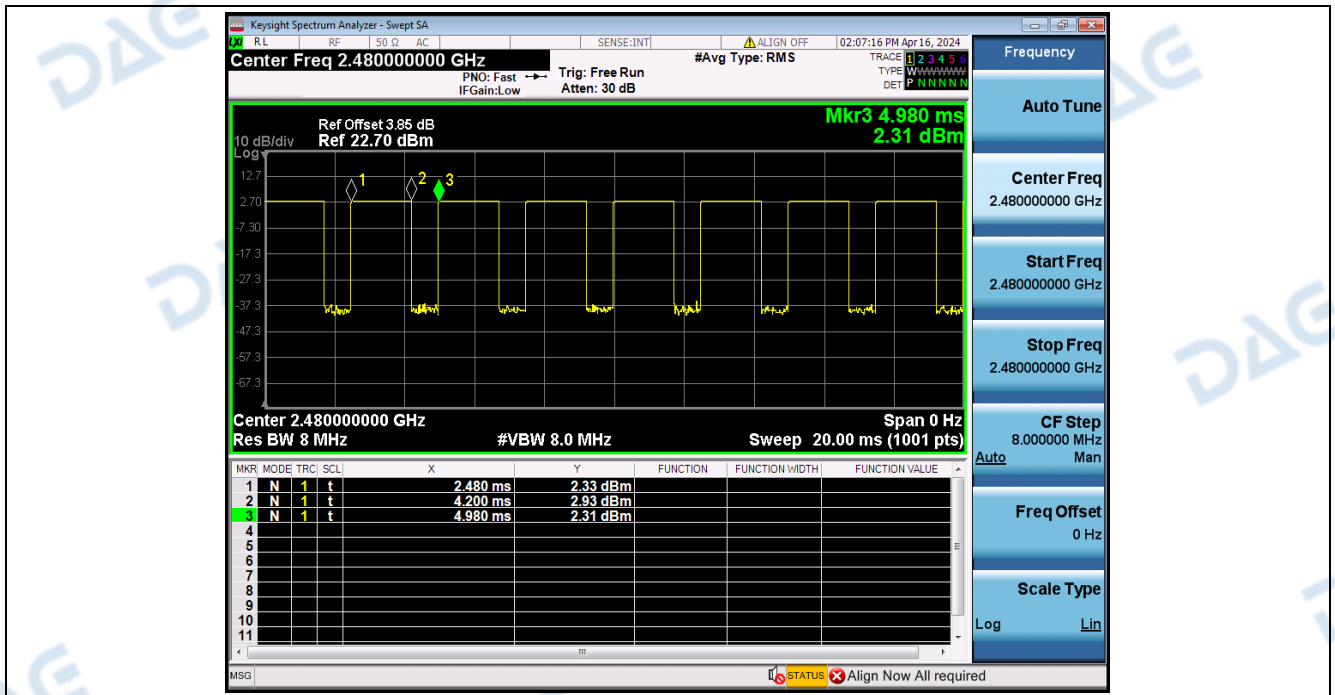 DAG
DAG
DAG
DAG
DAG
Keysight Spectrum Analyzer - Swept SA
LXI RL RF 50 Ω AC SENSE:INT ALIGN OFF 02:07:16 PM Apr 16, 2024
Center Freq 2.480000000 GHz
PNO: Fast
IFGain:Low
Trig: Free Run
Atten: 30 dB
#Avg Type: RMS
TRACE 1 2 3 4 5 6
TYPE WWWWWW
DET P N N N N N
Mkr3 4.980 ms
2.31 dBm
Ref Offset 3.85 dB
10 dB/div Ref 22.70 dBm
Log
12.7
2.70
-7.30
-17.3
-27.3
-37.3
-47.3
-57.3
-67.3
1
2
3
Center 2.480000000 GHz Span 0 Hz
Res BW 8 MHz #VBW 8.0 MHz Sweep 20.00 ms (1001 pts)
MKR MODE TRC SCL X Y FUNCTION FUNCTION WIDTH FUNCTION VALUE
1 N 1 t 2.480 ms 2.33 dBm
2 N 1 t 4.200 ms 2.93 dBm
3 N 1 t 4.980 ms 2.31 dBm
4
5
6
7
8
9
10
11
MSG STATUS Align Now All required
Frequency
Auto Tune
Center Freq
2.480000000 GHz
Start Freq
2.480000000 GHz
Stop Freq
2.480000000 GHz
CF Step
8.000000 MHz
Auto Man
Freq Offset
0 Hz
Scale Type
Log Lin